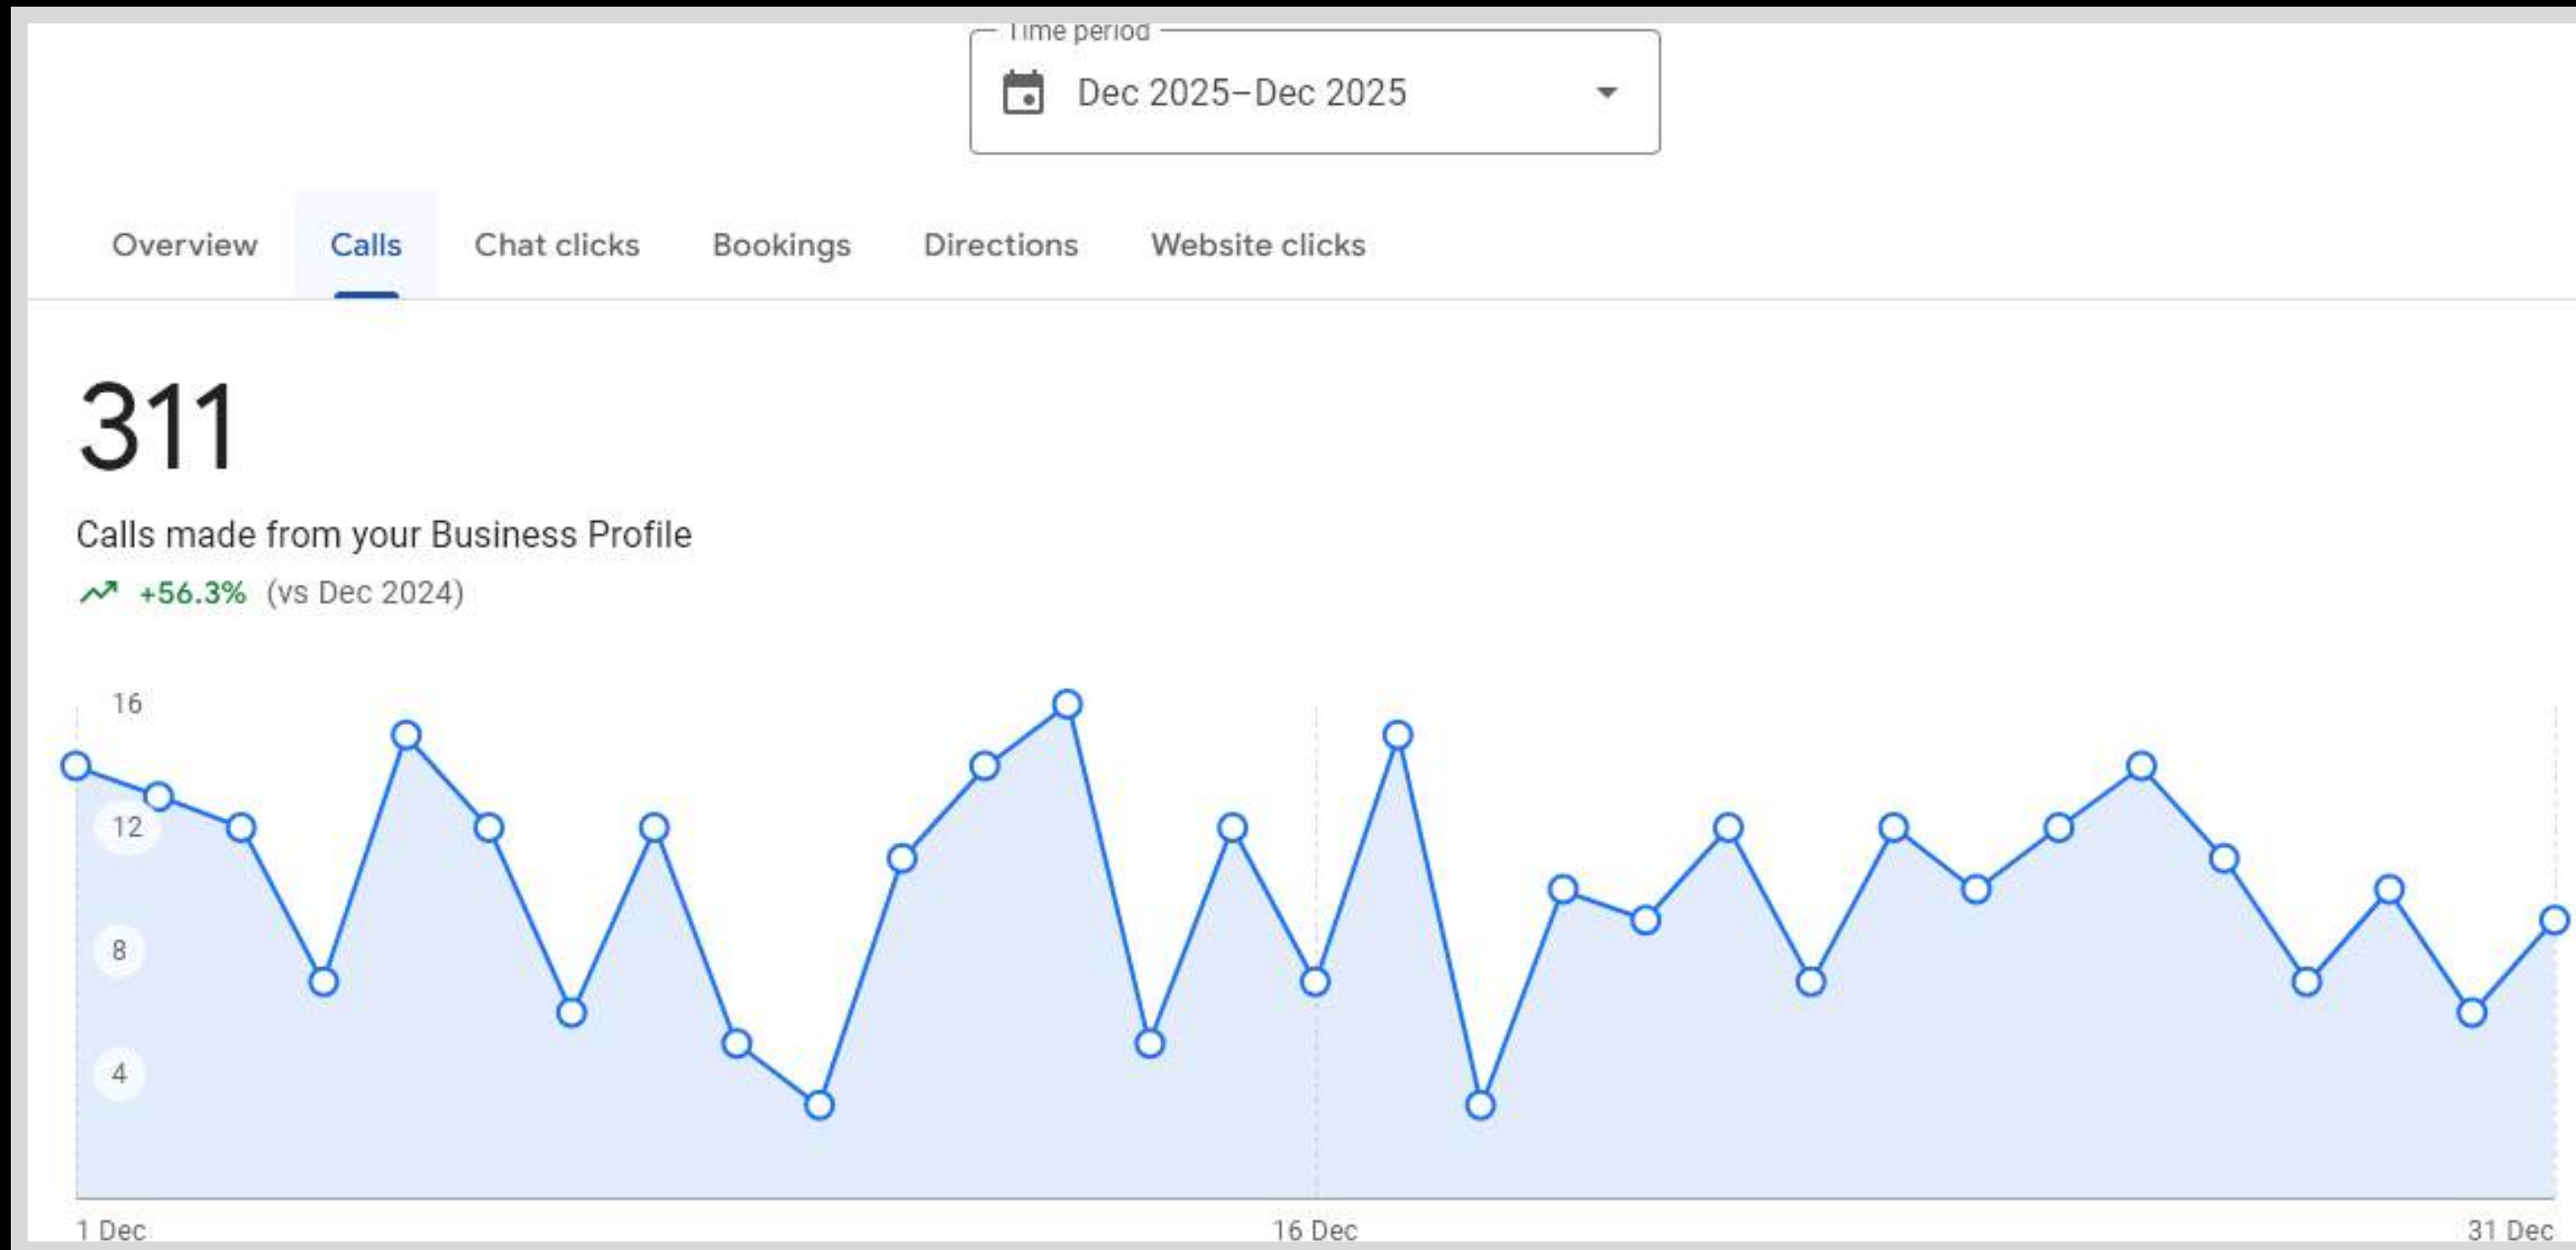 Time period
Dec 2025–Dec 2025
Overview Calls Chat clicks Bookings Directions Website clicks
311
Calls made from your Business Profile
+56.3% (vs Dec 2024)
16
12
8
4
1 Dec 16 Dec 31 Dec